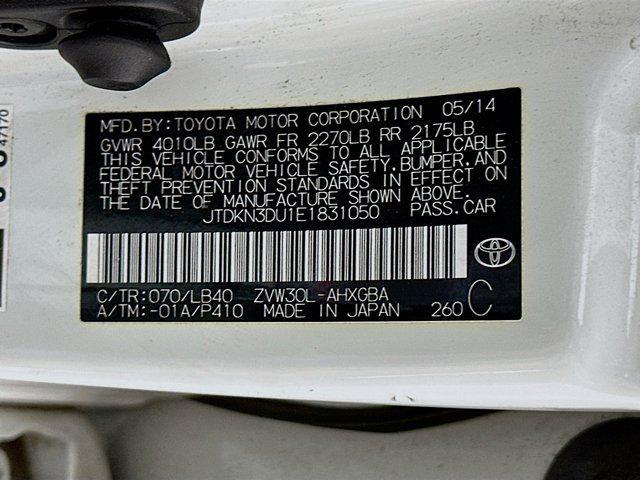 MFD.BY:TOYOTA MOTOR CORPORATION 05/14
GVWR 4010LB GAWR FR 2270LB RR 2175LB
THIS VEHICLE CONFORMS TO ALL APPLICABLE
FEDERAL MOTOR VEHICLE SAFETY,BUMPER,AND
THEFT PREVENTION STANDARDS IN EFFECT ON
THE DATE OF MANUFACTURE SHOWN ABOVE.
JTDKN3DU1E1831050 PASS.CAR
C/TR:070/LB40 ZVW30L-AHXGBA
A/TM:-01A/P410 MADE IN JAPAN 260 C
47170